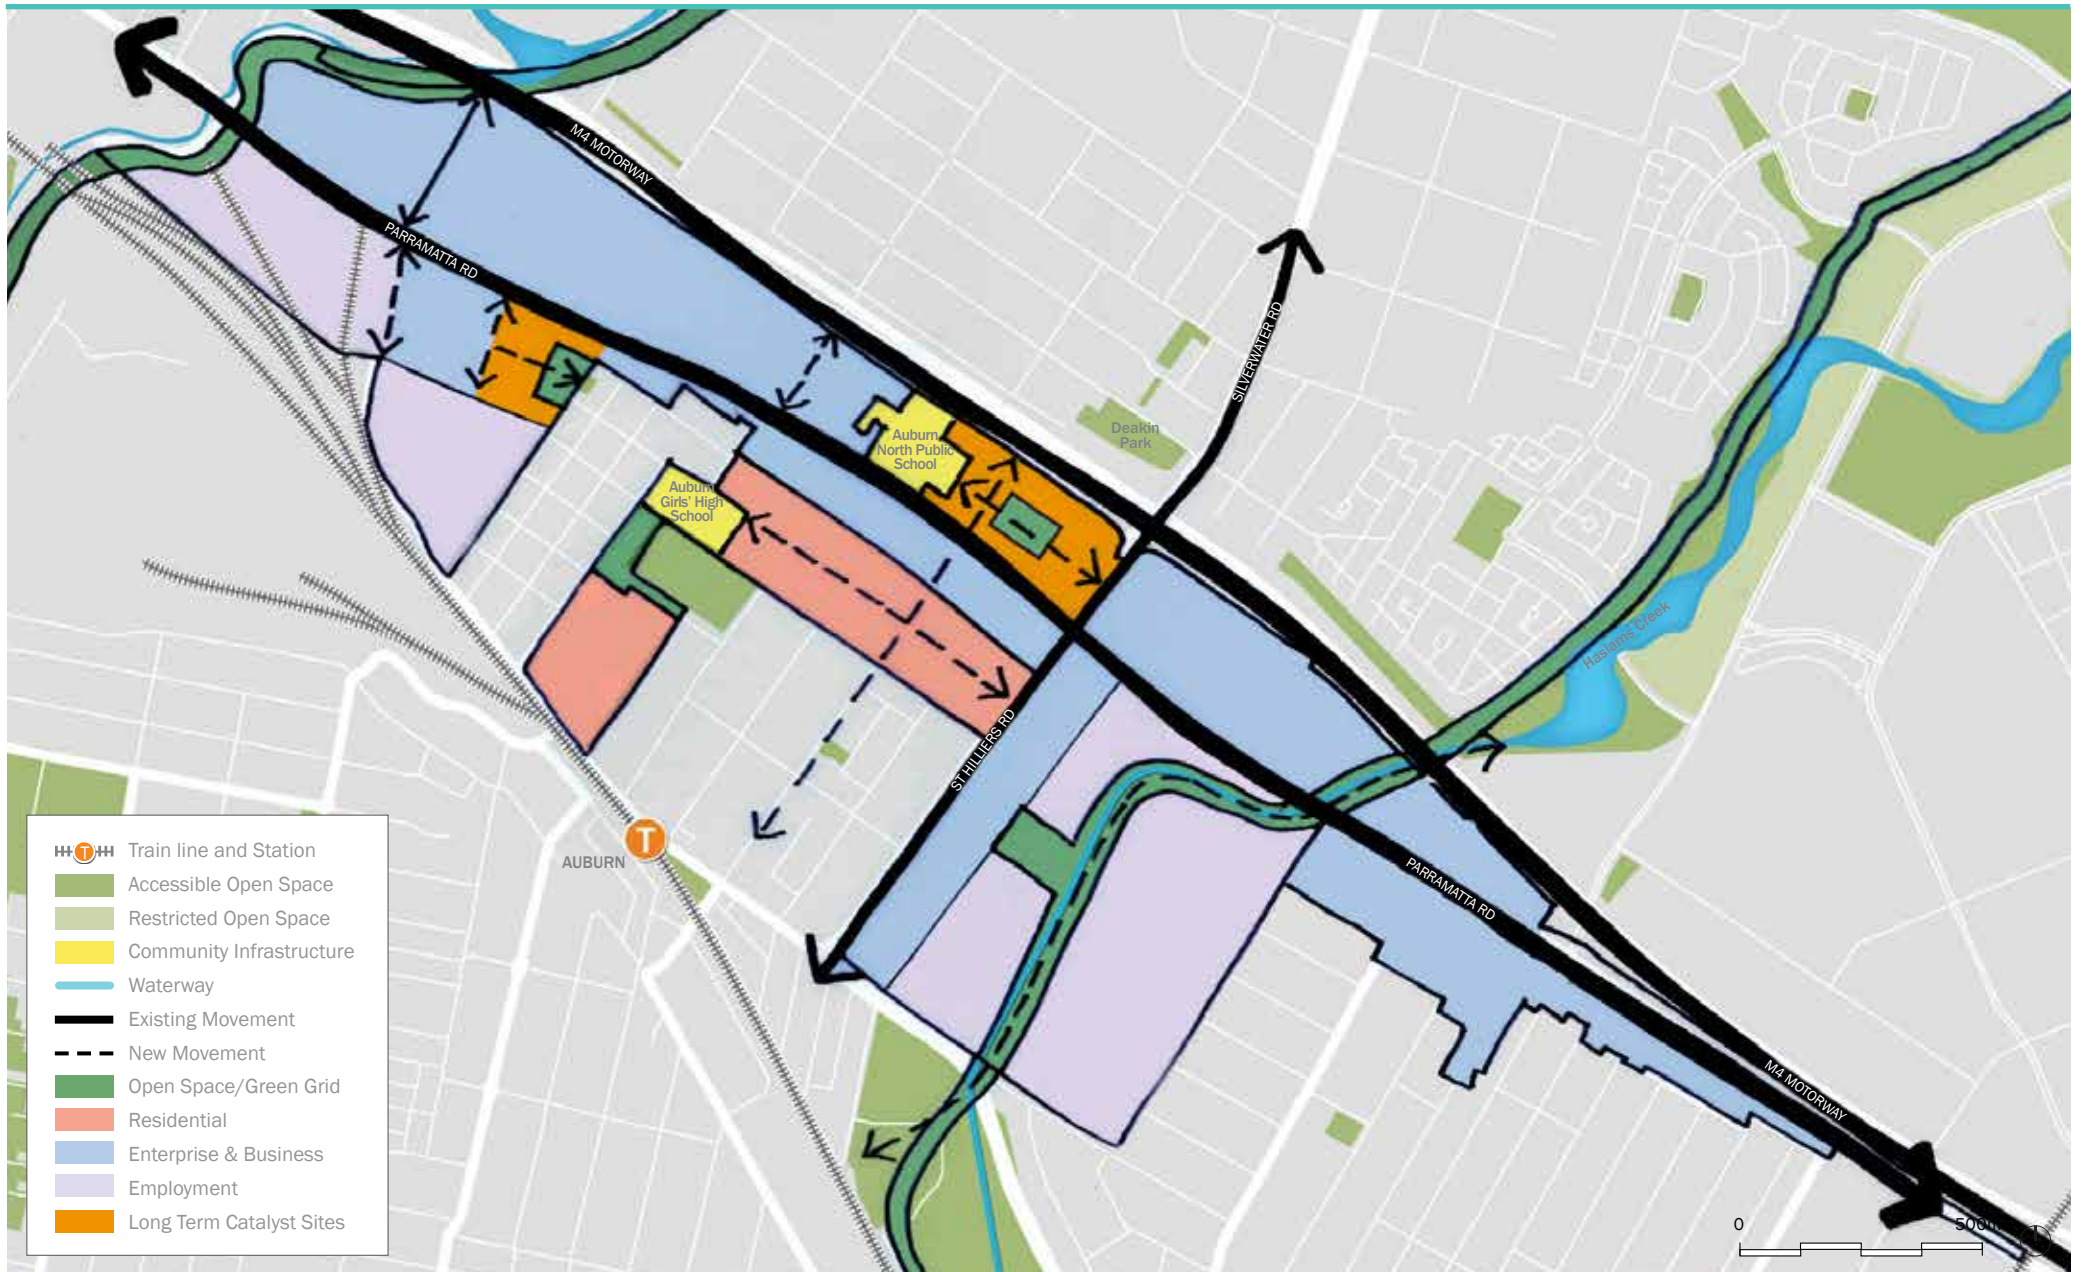 M4 MOTORWAY
PARRAMATTA RD
SILVERWATER RD
Deakin
Park
Auburn
North Public
School
Auburn
Girls' High
School
Haslams Creek
ST HILLIERS RD
T
AUBURN
PARRAMATTA RD
M4 MOTORWAY
T
Train line and Station
Accessible Open Space
Restricted Open Space
Community Infrastructure
Waterway
Existing Movement
New Movement
Open Space/Green Grid
Residential
Enterprise & Business
Employment
Long Term Catalyst Sites
0
500m